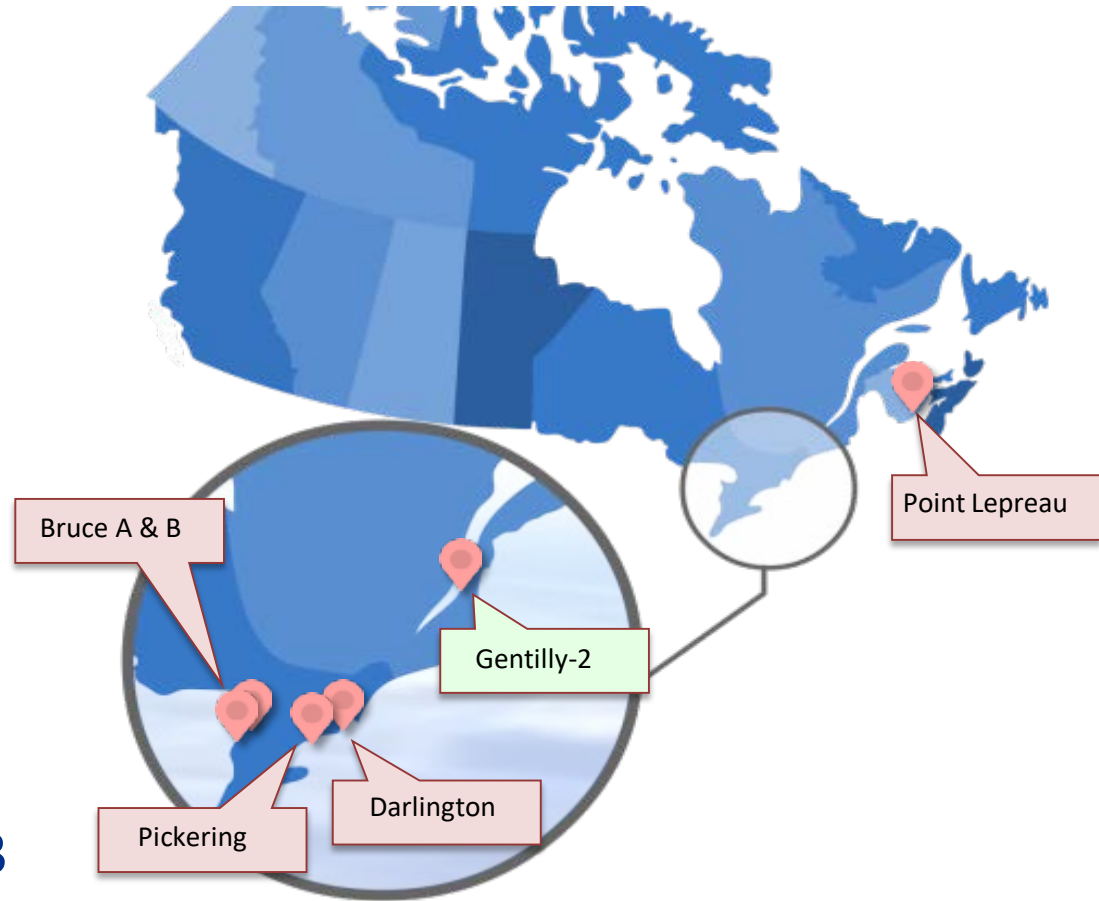 Point Lepreau
Bruce A & B
Gentilly-2
Darlington
Pickering